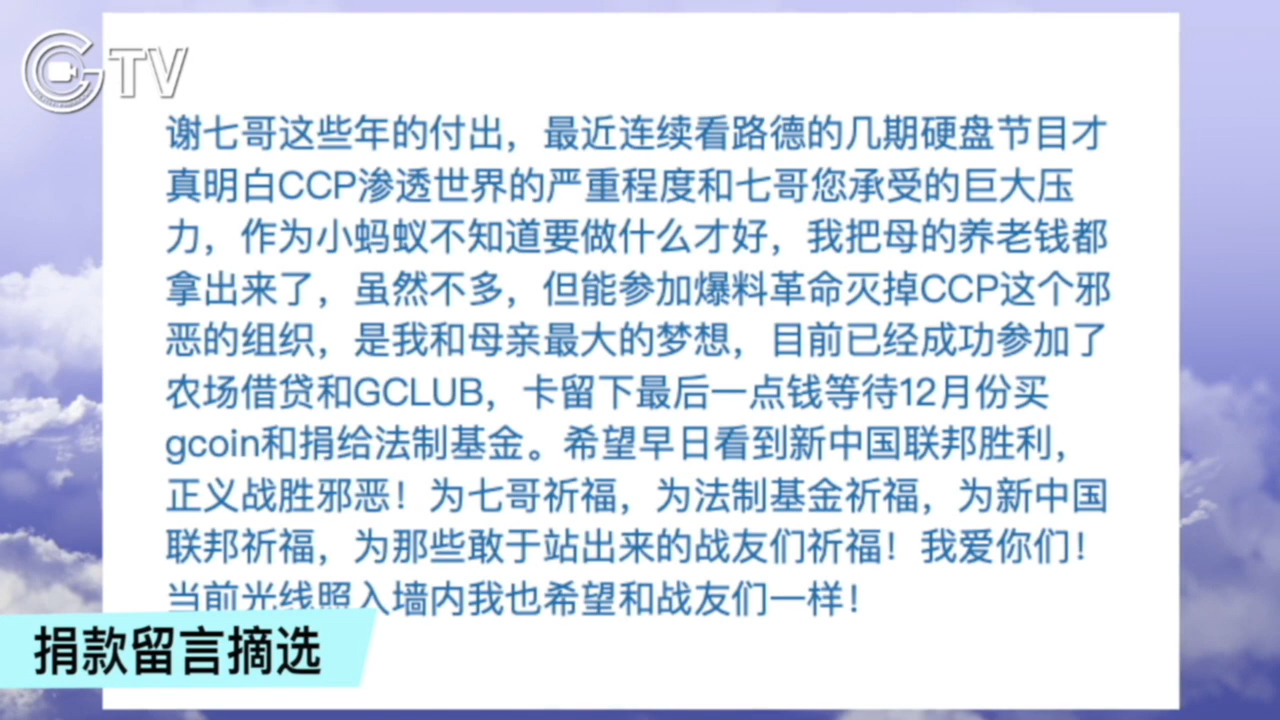 GTV
谢七哥这些年的付出，最近连续看路德的几期硬盘节目才
真明白CCP渗透世界的严重程度和七哥您承受的巨大压
力，作为小蚂蚁不知道要做什么才好，我把母的养老钱都
拿出来了，虽然不多，但能参加爆料革命灭掉CCP这个邪
恶的组织，是我和母亲最大的梦想，目前已经成功参加了
农场借贷和GCLUB，卡留下最后一点钱等待12月份买
gcoin和捐给法制基金。希望早日看到新中国联邦胜利，
正义战胜邪恶！为七哥祈福，为法制基金祈福，为新中国
联邦祈福，为那些敢于站出来的战友们祈福！我爱你们！
当前光线照入墙内我也希望和战友们一样！
捐款留言摘选